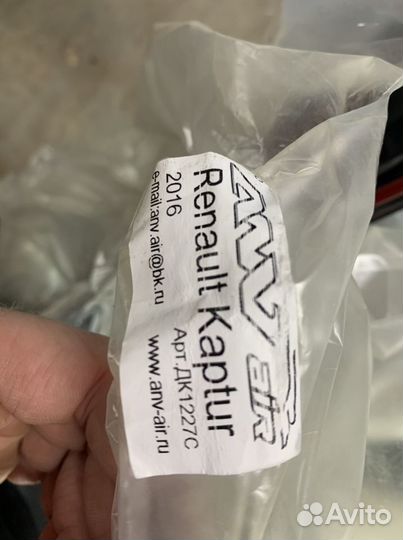 ANV air
Renault Kaptur
2016 Арт.ДК1227С
e-mail:anv.air@bk.ru www.anv-air.ru
Avito